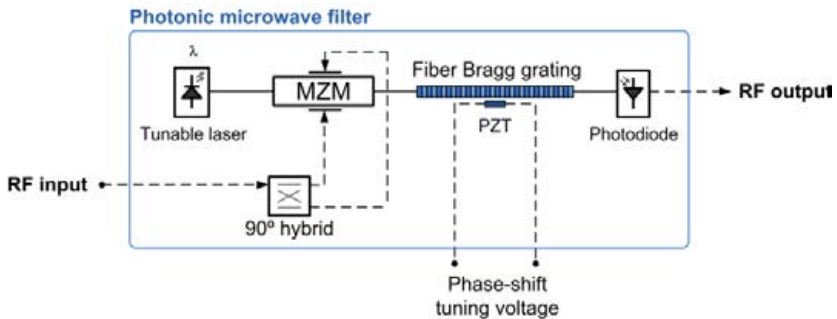 Photonic microwave filter
λ
MZM
Fiber Bragg grating
Tunable laser
PZT
Photodiode
RF output
RF input
90º hybrid
Phase-shift
tuning voltage